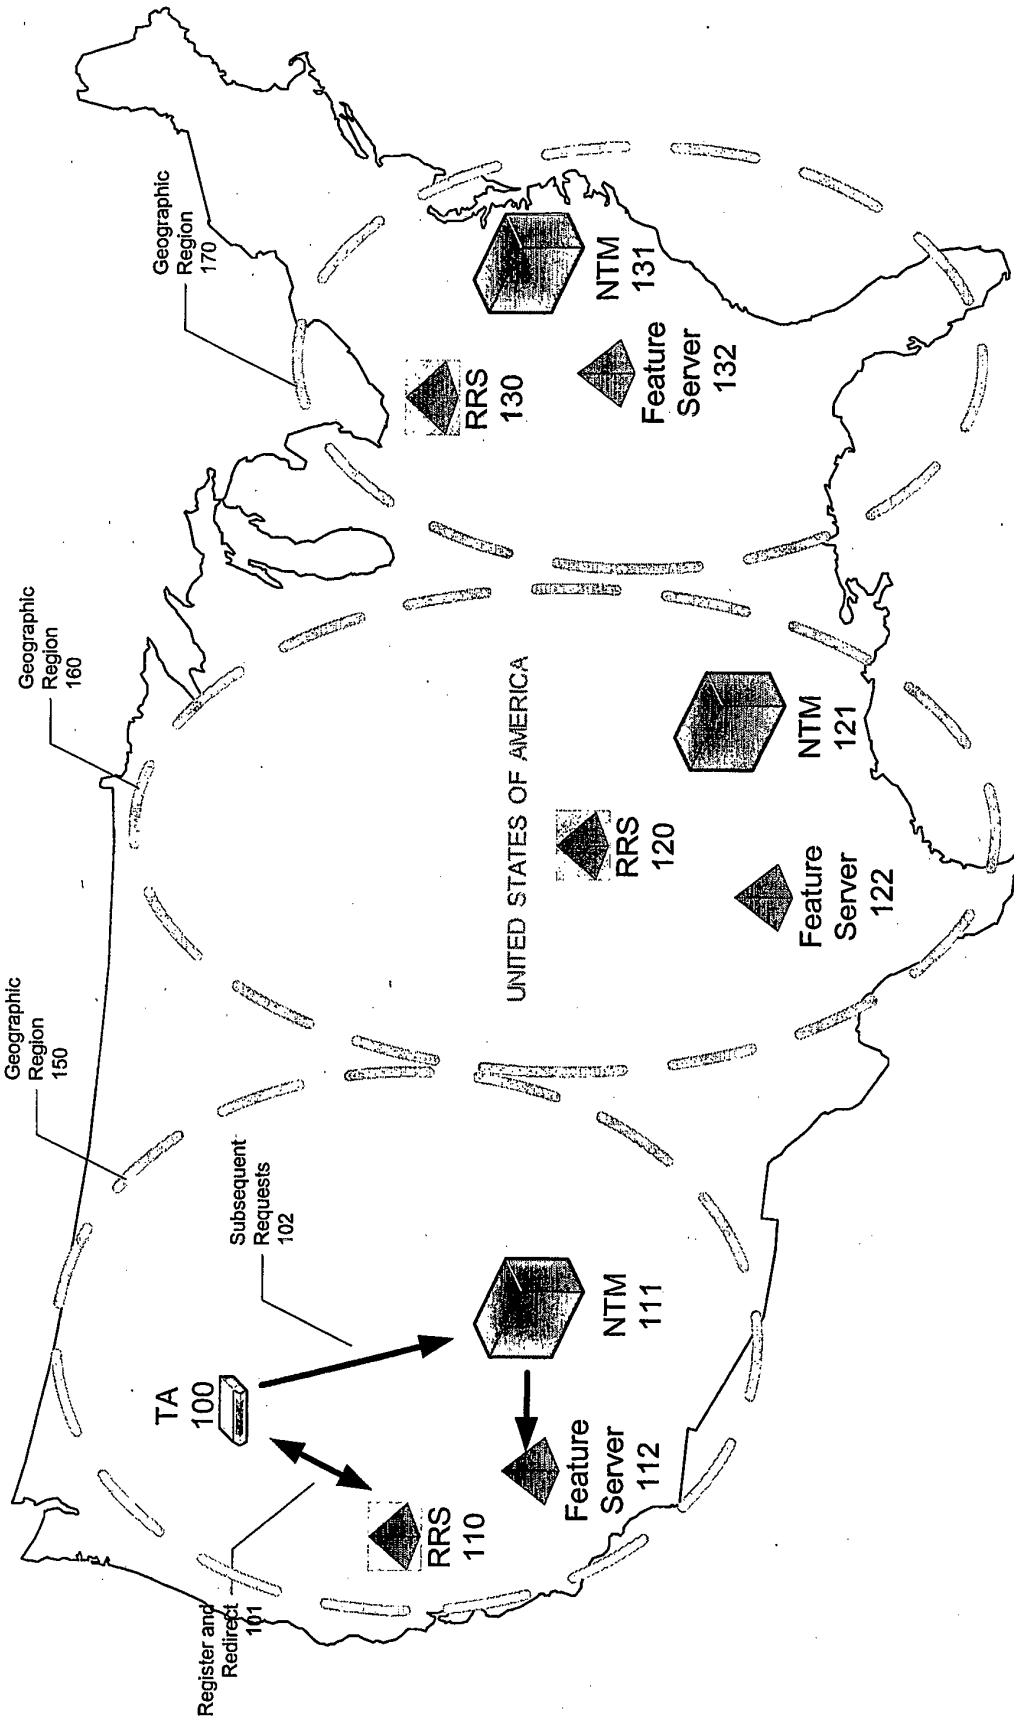 Geographic
Region
150
Geographic
Region
160
Geographic
Region
170
Register and
Redirect
101
Subsequent
Requests
102
TA
100
RRS
110
NTM
111
Feature
Server
112
UNITED STATES OF AMERICA
RRS
120
NTM
121
Feature
Server
122
RRS
130
NTM
131
Feature
Server
132